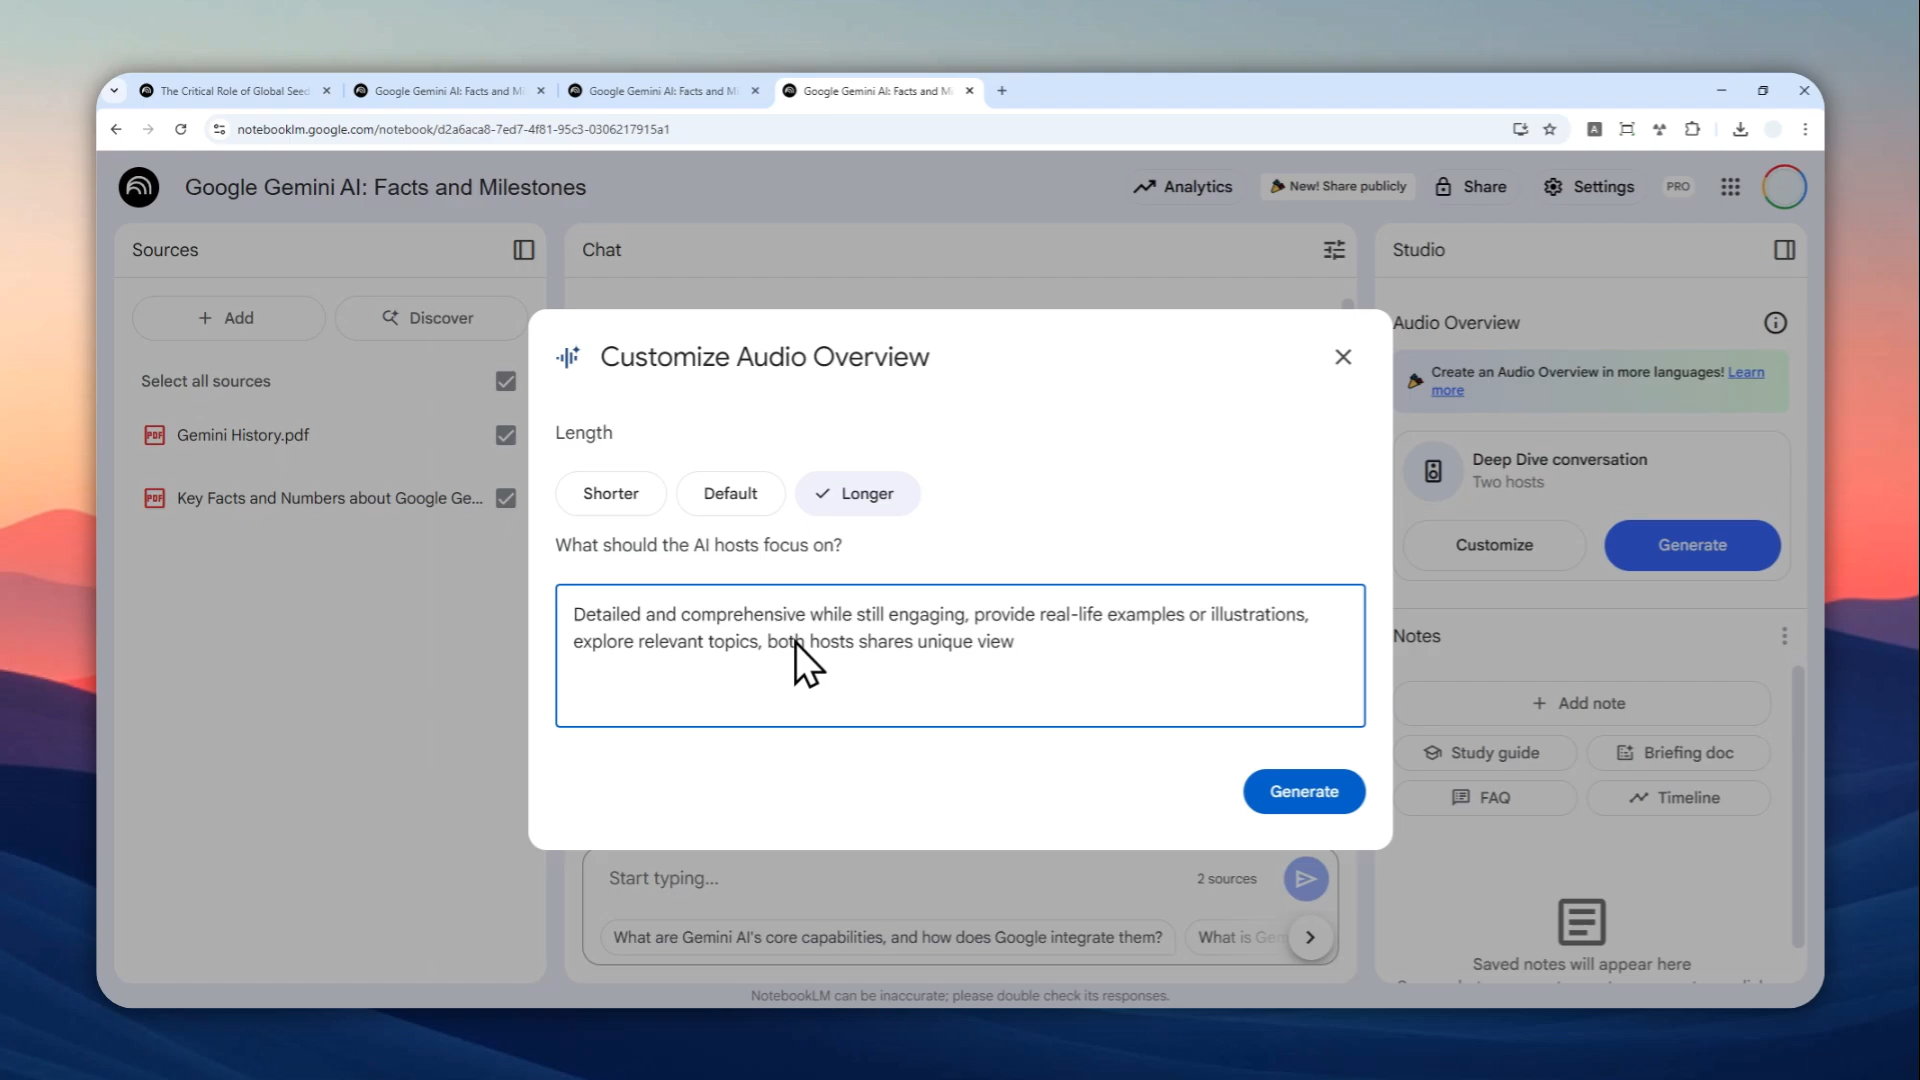 The Critical Role of Global Seed
Google Gemini AI: Facts and Mi
Google Gemini AI: Facts and Mi
Google Gemini AI: Facts and Mi
notebooklm.google.com/notebook/d2a6aca8-7ed7-4f81-95c3-0306217915a1
Google Gemini AI: Facts and Milestones
Analytics
New! Share publicly
Share
Settings
PRO
Sources
Add
Discover
Select all sources
PDF Gemini History.pdf
PDF Key Facts and Numbers about Google Ge...
Chat
Customize Audio Overview
Length
Shorter
Default
Longer
What should the AI hosts focus on?
Detailed and comprehensive while still engaging, provide real-life examples or illustrations,
explore relevant topics, both hosts shares unique view
Generate
Start typing...
2 sources
What are Gemini AI's core capabilities, and how does Google integrate them?
What is Gem
NotebookLM can be inaccurate; please double check its responses.
Studio
Audio Overview
Create an Audio Overview in more languages! Learn
more
Deep Dive conversation
Two hosts
Customize
Generate
Notes
Add note
Study guide
Briefing doc
FAQ
Timeline
Saved notes will appear here